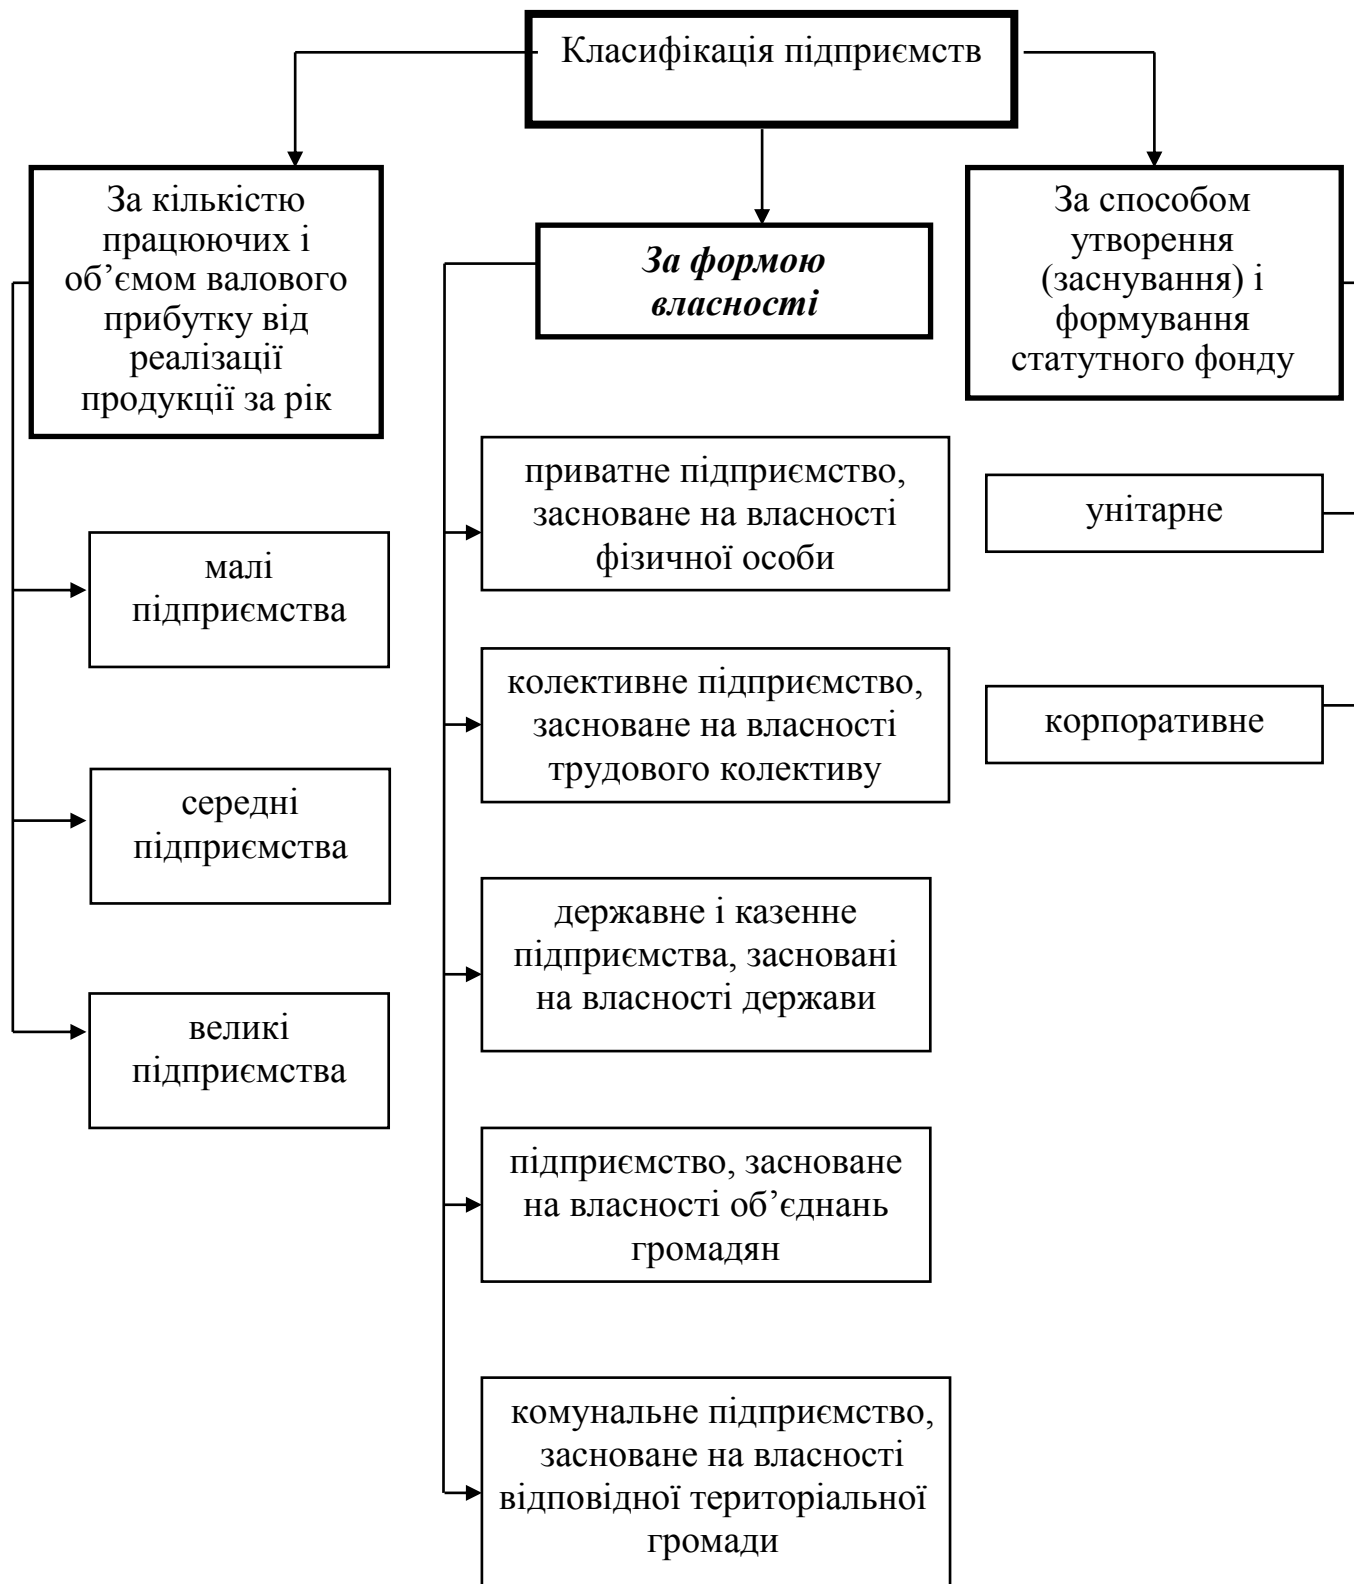 Класифікація підприємств
За кількістю
працюючих і
об’ємом валового
прибутку від
реалізації
продукції за рік
малі
підприємства
середні
підприємства
великі
підприємства
За формою
власності
приватне підприємство,
засноване на власності
фізичної особи
колективне підприємство,
засноване на власності
трудового колективу
державне і казенне
підприємства, засновані
на власності держави
підприємство, засноване
на власності об’єднань
громадян
комунальне підприємство,
засноване на власності
відповідної територіальної
громади
За способом
утворення
(заснування) і
формування
статутного фонду
унітарне
корпоративне